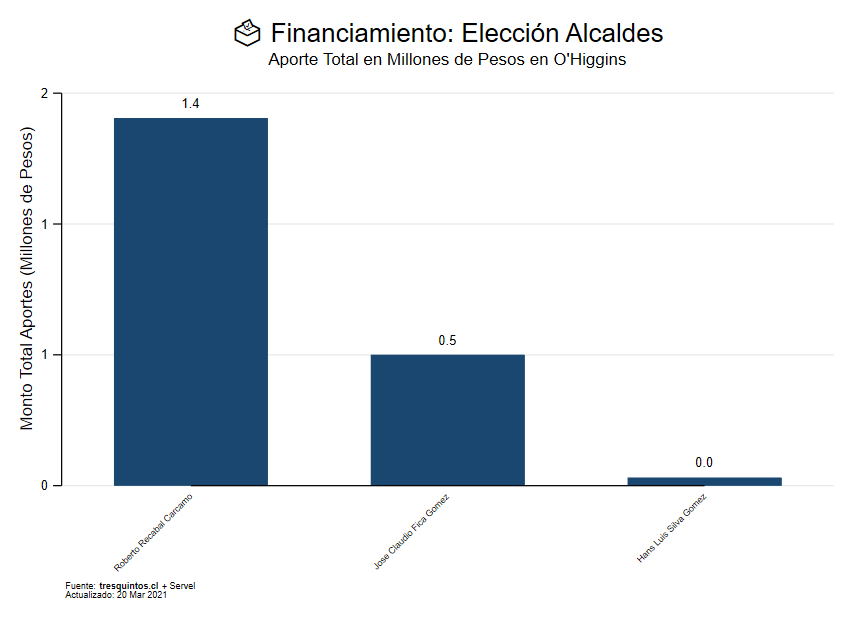 Financiamiento: Elección Alcaldes
Aporte Total en Millones de Pesos en O'Higgins
Monto Total Aportes (Millones de Pesos)
2
1
1
0
1.4
0.5
0.0
Roberto Recabal Carcamo
Jose Claudio Fica Gomez
Hans Luis Silva Gomez
Fuente: tresquintos.cl + Servel
Actualizado: 20 Mar 2021